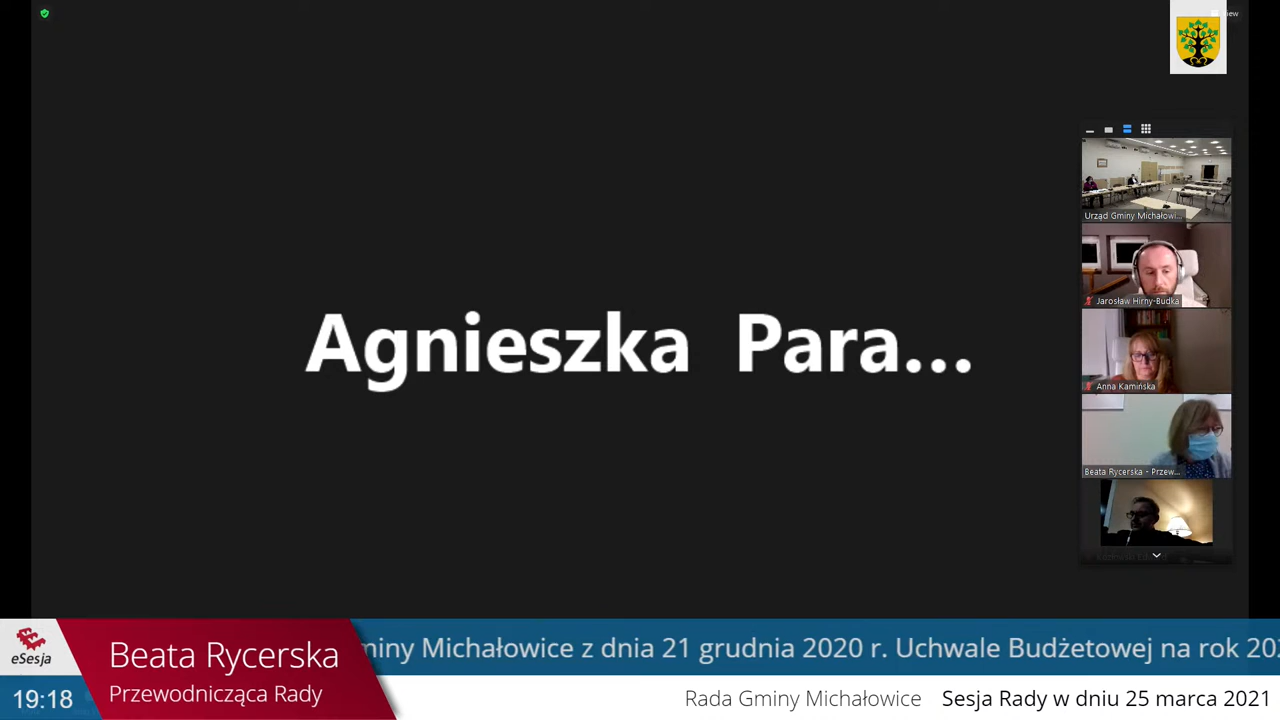 View
Urząd Gminy Michałowi...
Jarosław Hirny-Budka
Anna Kamińska
Beata Rycerska - Przew...
Agnieszka Para...
eSesja
Beata Rycerska
Przewodnicząca Rady
miny Michałowice z dnia 21 grudnia 2020 r. Uchwale Budżetowej na rok 202
19:18
Rada Gminy Michałowice Sesja Rady w dniu 25 marca 2021